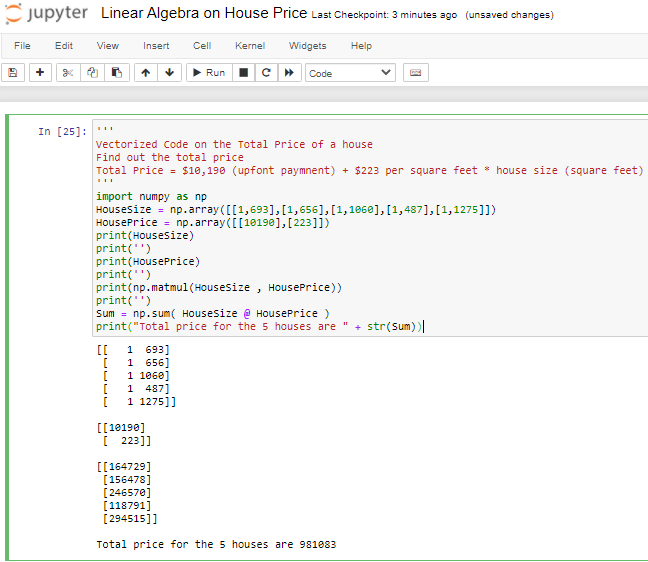 jupyter Linear Algebra on House Price Last Checkpoint: 3 minutes ago (unsaved changes)
File Edit View Insert Cell Kernel Widgets Help
Run Code
In [25]: '''
Vectorized Code on the Total Price of a house
Find out the total price
Total Price = $10,190 (upfont paymnent) + $223 per square feet * house size (square feet)
'''
import numpy as np
HouseSize = np.array([[1,693],[1,656],[1,1060],[1,487],[1,1275]])
HousePrice = np.array([[10190],[223]])
print(HouseSize)
print('')
print(HousePrice)
print('')
print(np.matmul(HouseSize , HousePrice))
print('')
Sum = np.sum( HouseSize @ HousePrice )
print("Total price for the 5 houses are " + str(Sum))
[[   1  693]
 [   1  656]
 [   1 1060]
 [   1  487]
 [   1 1275]]
[[10190]
 [  223]]
[[164729]
 [156478]
 [246570]
 [118791]
 [294515]]
Total price for the 5 houses are 981083